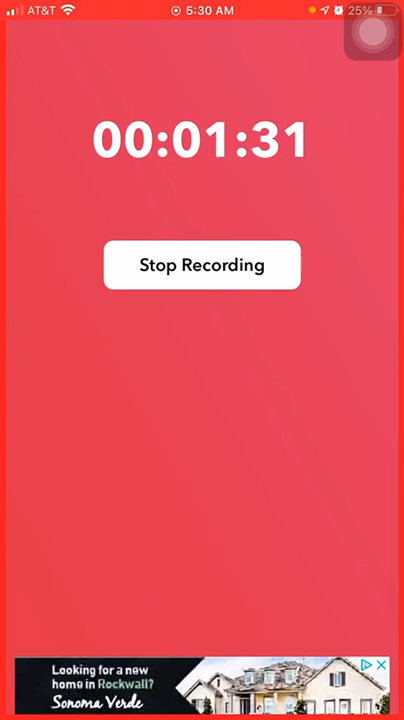 AT&T 5:30 AM 25%
00:01:31
Stop Recording
Looking for a new
home in Rockwall?
Sonoma Verde